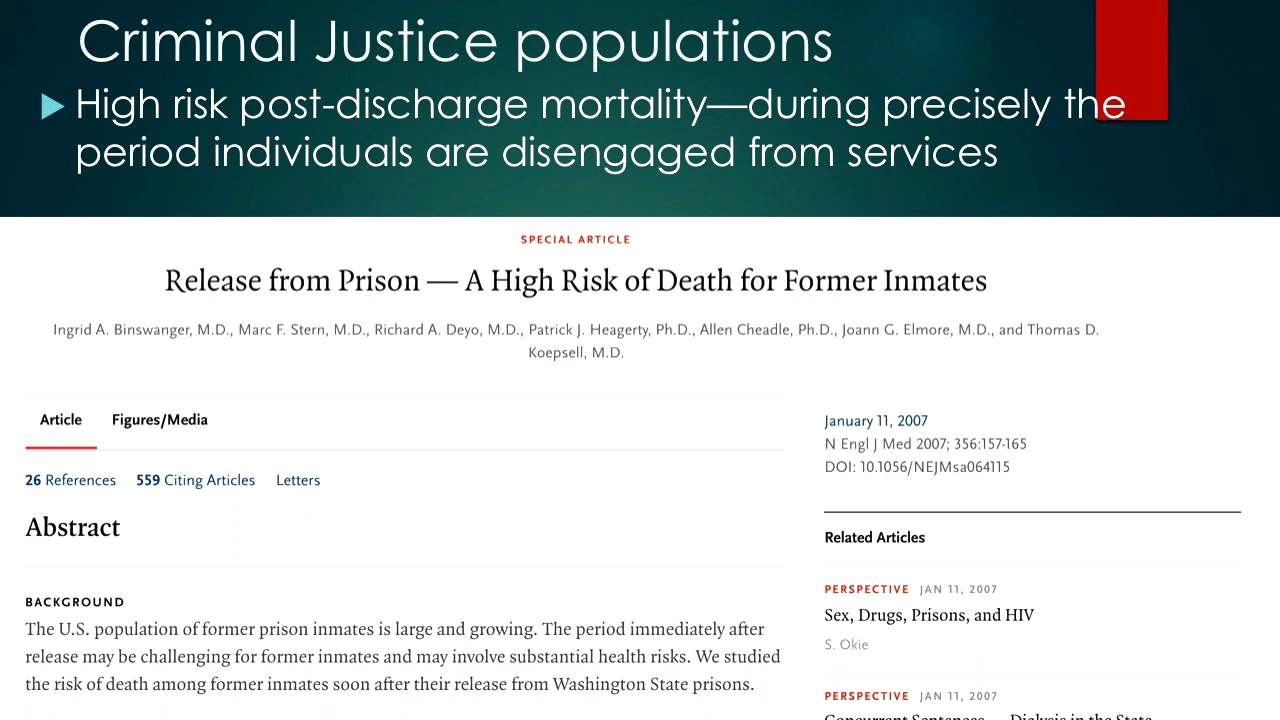 Criminal Justice populations
High risk post-discharge mortality—during precisely the
period individuals are disengaged from services
SPECIAL ARTICLE
Release from Prison — A High Risk of Death for Former Inmates
Ingrid A. Binswanger, M.D., Marc F. Stern, M.D., Richard A. Deyo, M.D., Patrick J. Heagerty, Ph.D., Allen Cheadle, Ph.D., Joann G. Elmore, M.D., and Thomas D.
Koepsell, M.D.
Article Figures/Media
26 References 559 Citing Articles Letters
Abstract
BACKGROUND
The U.S. population of former prison inmates is large and growing. The period immediately after
release may be challenging for former inmates and may involve substantial health risks. We studied
the risk of death among former inmates soon after their release from Washington State prisons.
January 11, 2007
N Engl J Med 2007; 356:157-165
DOI: 10.1056/NEJMsa064115
Related Articles
PERSPECTIVE JAN 11, 2007
Sex, Drugs, Prisons, and HIV
S. Okie
PERSPECTIVE JAN 11, 2007
Concurrent Sentences — Dialysis in the State